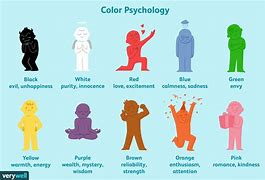 Color Psychology
Black
evil, unhappiness
White
purity, innocence
Red
love, excitement
Blue
calmness, sadness
Green
envy
Yellow
warmth, energy
Purple
wealth, mystery,
wisdom
Brown
reliability,
strength
Orange
enthusiasm,
attention
Pink
romance, kindness
verywell